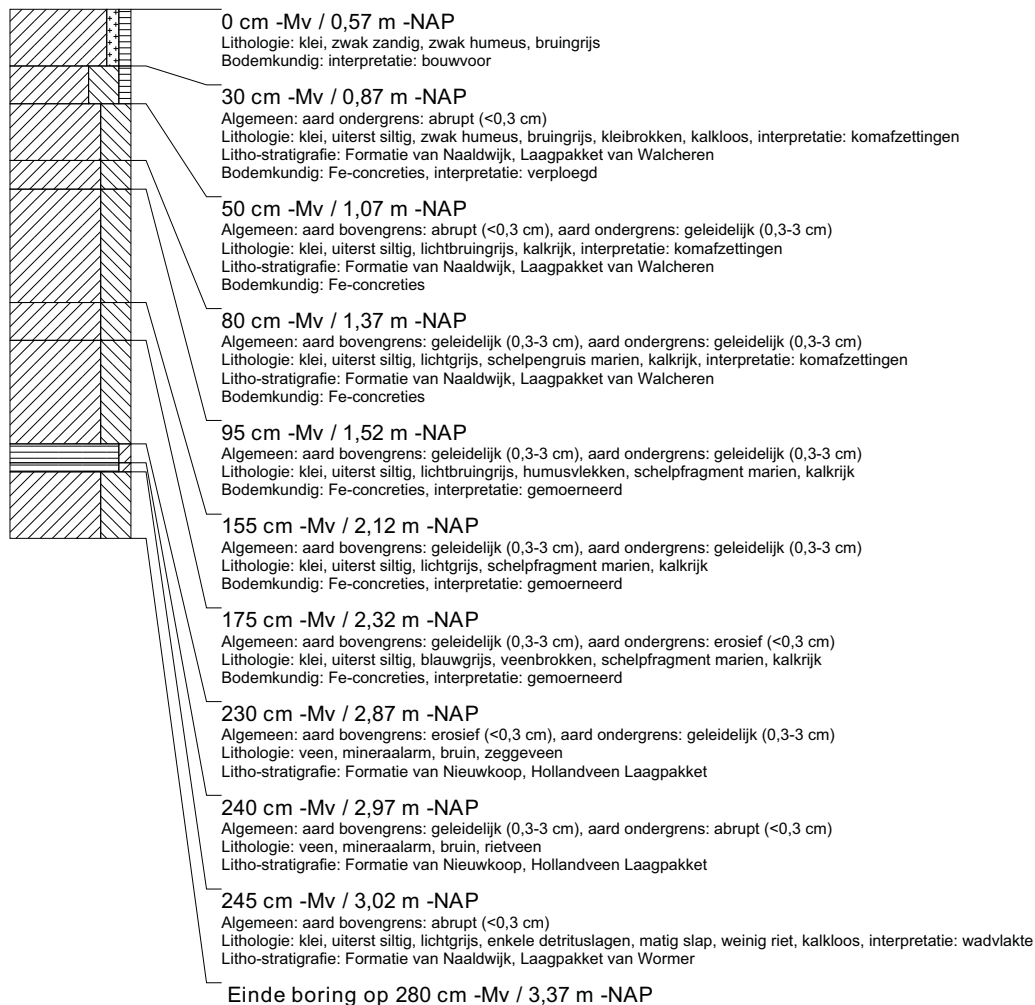 0 cm -Mv / 0,57 m -NAP
Lithologie: klei, zwak zandig, zwak humeus, bruingrijs
Bodemkundig: interpretatie: bouwvoor
30 cm -Mv / 0,87 m -NAP
Algemeen: aard ondergrens: abrupt (<0,3 cm)
Lithologie: klei, uiterst siltig, zwak humeus, bruingrijs, kleibrokken, kalkloos, interpretatie: komafzettingen
Litho-stratigrafie: Formatie van Naaldwijk, Laagpakket van Walcheren
Bodemkundig: Fe-concreties, interpretatie: verploegd
50 cm -Mv / 1,07 m -NAP
Algemeen: aard bovengrens: abrupt (<0,3 cm), aard ondergrens: geleidelijk (0,3-3 cm)
Lithologie: klei, uiterst siltig, lichtbruingrijs, kalkrijk, interpretatie: komafzettingen
Litho-stratigrafie: Formatie van Naaldwijk, Laagpakket van Walcheren
Bodemkundig: Fe-concreties
80 cm -Mv / 1,37 m -NAP
Algemeen: aard bovengrens: geleidelijk (0,3-3 cm), aard ondergrens: geleidelijk (0,3-3 cm)
Lithologie: klei, uiterst siltig, lichtgrijs, schelpengruis marien, kalkrijk, interpretatie: komafzettingen
Litho-stratigrafie: Formatie van Naaldwijk, Laagpakket van Walcheren
Bodemkundig: Fe-concreties
95 cm -Mv / 1,52 m -NAP
Algemeen: aard bovengrens: geleidelijk (0,3-3 cm), aard ondergrens: geleidelijk (0,3-3 cm)
Lithologie: klei, uiterst siltig, lichtbruingrijs, humusvlekken, schelpfragment marien, kalkrijk
Bodemkundig: Fe-concreties, interpretatie: gemoerneerd
155 cm -Mv / 2,12 m -NAP
Algemeen: aard bovengrens: geleidelijk (0,3-3 cm), aard ondergrens: geleidelijk (0,3-3 cm)
Lithologie: klei, uiterst siltig, lichtgrijs, schelpfragment marien, kalkrijk
Bodemkundig: Fe-concreties, interpretatie: gemoerneerd
175 cm -Mv / 2,32 m -NAP
Algemeen: aard bovengrens: geleidelijk (0,3-3 cm), aard ondergrens: erosief (<0,3 cm)
Lithologie: klei, uiterst siltig, blauwgrijs, veenbrokken, schelpfragment marien, kalkrijk
Bodemkundig: Fe-concreties, interpretatie: gemoerneerd
230 cm -Mv / 2,87 m -NAP
Algemeen: aard bovengrens: erosief (<0,3 cm), aard ondergrens: geleidelijk (0,3-3 cm)
Lithologie: veen, mineraalarm, bruin, zeggeveen
Litho-stratigrafie: Formatie van Nieuwkoop, Hollandveen Laagpakket
240 cm -Mv / 2,97 m -NAP
Algemeen: aard bovengrens: geleidelijk (0,3-3 cm), aard ondergrens: abrupt (<0,3 cm)
Lithologie: veen, mineraalarm, bruin, rietveen
Litho-stratigrafie: Formatie van Nieuwkoop, Hollandveen Laagpakket
245 cm -Mv / 3,02 m -NAP
Algemeen: aard bovengrens: abrupt (<0,3 cm)
Lithologie: klei, uiterst siltig, lichtgrijs, enkele detrituslagen, matig slap, weinig riet, kalkloos, interpretatie: wadvlakte
Litho-stratigrafie: Formatie van Naaldwijk, Laagpakket van Wormer
Einde boring op 280 cm -Mv / 3,37 m -NAP